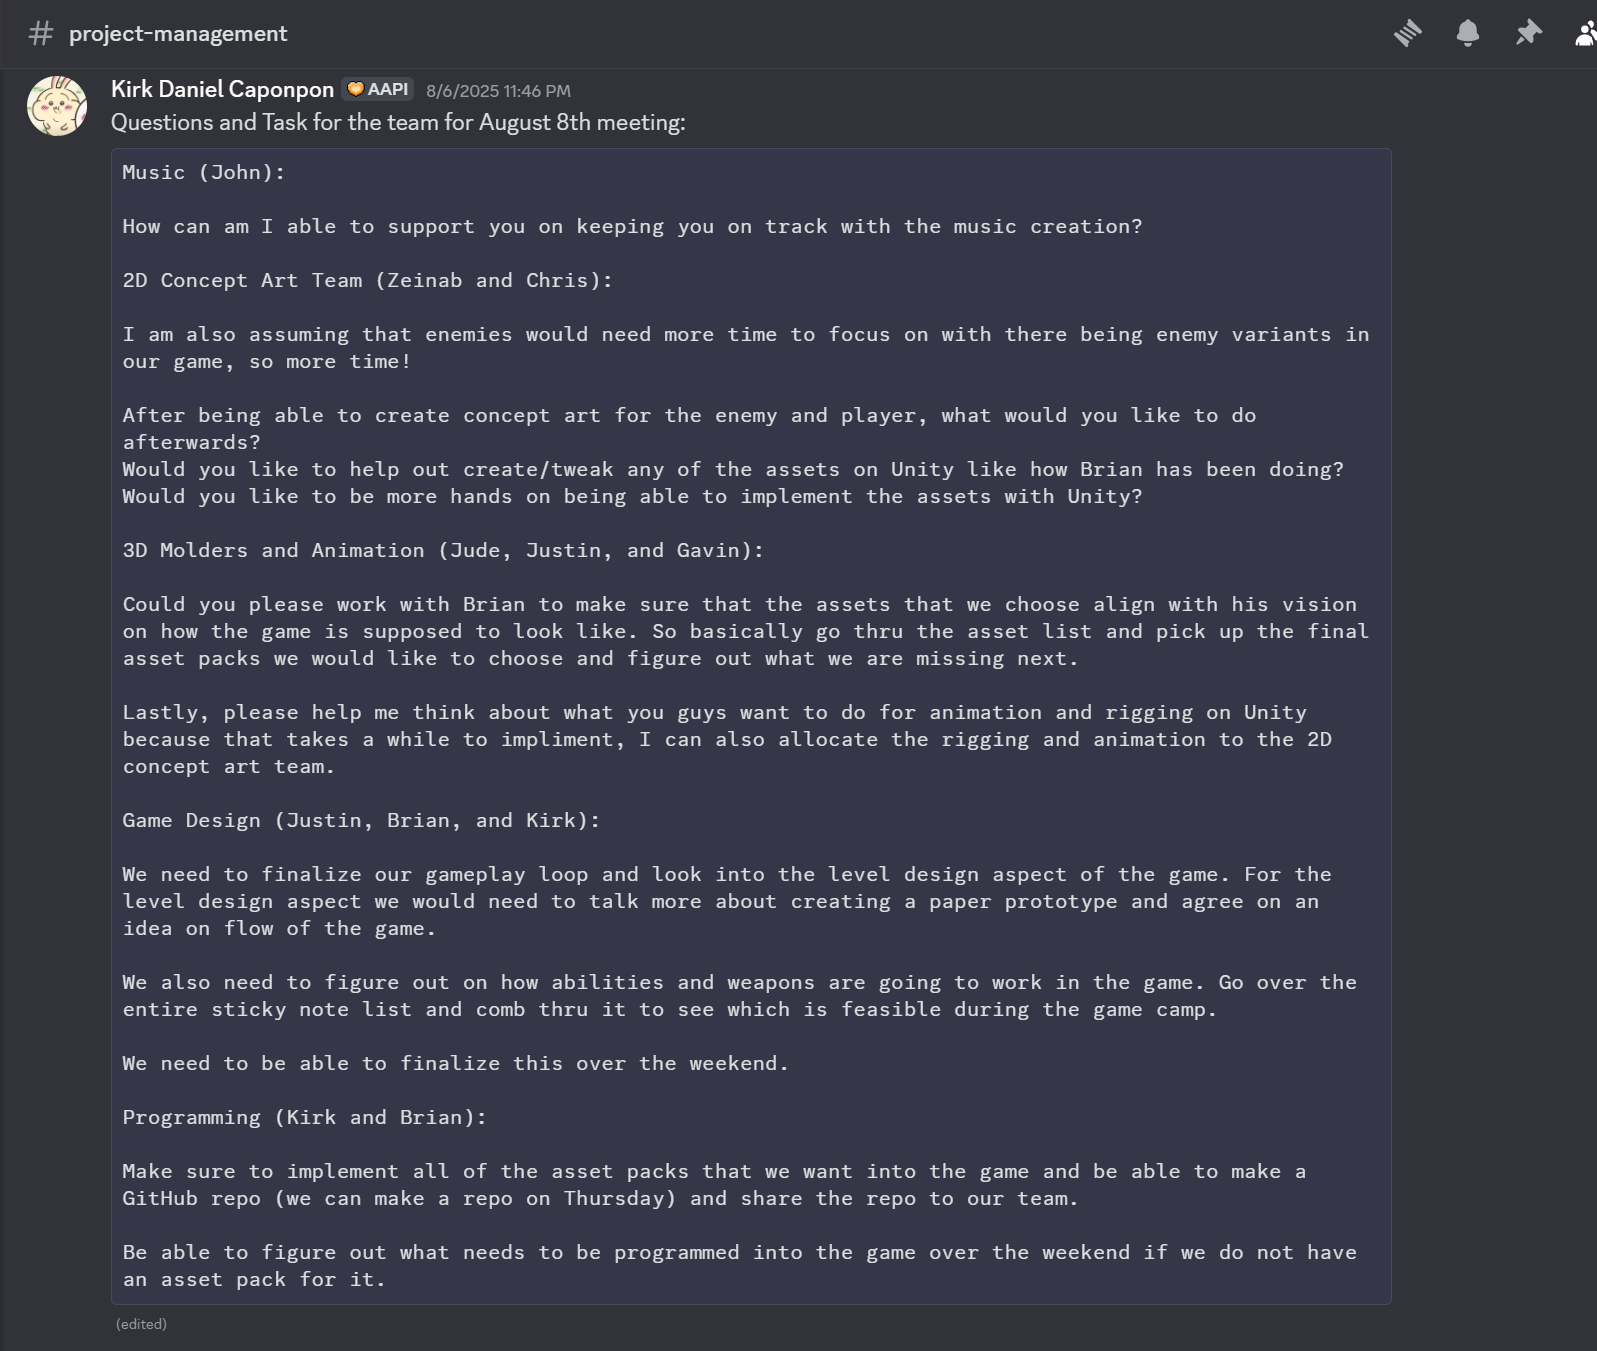 # project-management
Kirk Daniel Caponpon 🧡 AAPI 8/6/2025 11:46 PM
Questions and Task for the team for August 8th meeting:
Music (John):
How can am I able to support you on keeping you on track with the music creation?
2D Concept Art Team (Zeinab and Chris):
I am also assuming that enemies would need more time to focus on with there being enemy variants in
our game, so more time!
After being able to create concept art for the enemy and player, what would you like to do
afterwards?
Would you like to help out create/tweak any of the assets on Unity like how Brian has been doing?
Would you like to be more hands on being able to implement the assets with Unity?
3D Molders and Animation (Jude, Justin, and Gavin):
Could you please work with Brian to make sure that the assets that we choose align with his vision
on how the game is supposed to look like. So basically go thru the asset list and pick up the final
asset packs we would like to choose and figure out what we are missing next.
Lastly, please help me think about what you guys want to do for animation and rigging on Unity
because that takes a while to impliment, I can also allocate the rigging and animation to the 2D
concept art team.
Game Design (Justin, Brian, and Kirk):
We need to finalize our gameplay loop and look into the level design aspect of the game. For the
level design aspect we would need to talk more about creating a paper prototype and agree on an
idea on flow of the game.
We also need to figure out on how abilities and weapons are going to work in the game. Go over the
entire sticky note list and comb thru it to see which is feasible during the game camp.
We need to be able to finalize this over the weekend.
Programming (Kirk and Brian):
Make sure to implement all of the asset packs that we want into the game and be able to make a
GitHub repo (we can make a repo on Thursday) and share the repo to our team.
Be able to figure out what needs to be programmed into the game over the weekend if we do not have
an asset pack for it.
(edited)